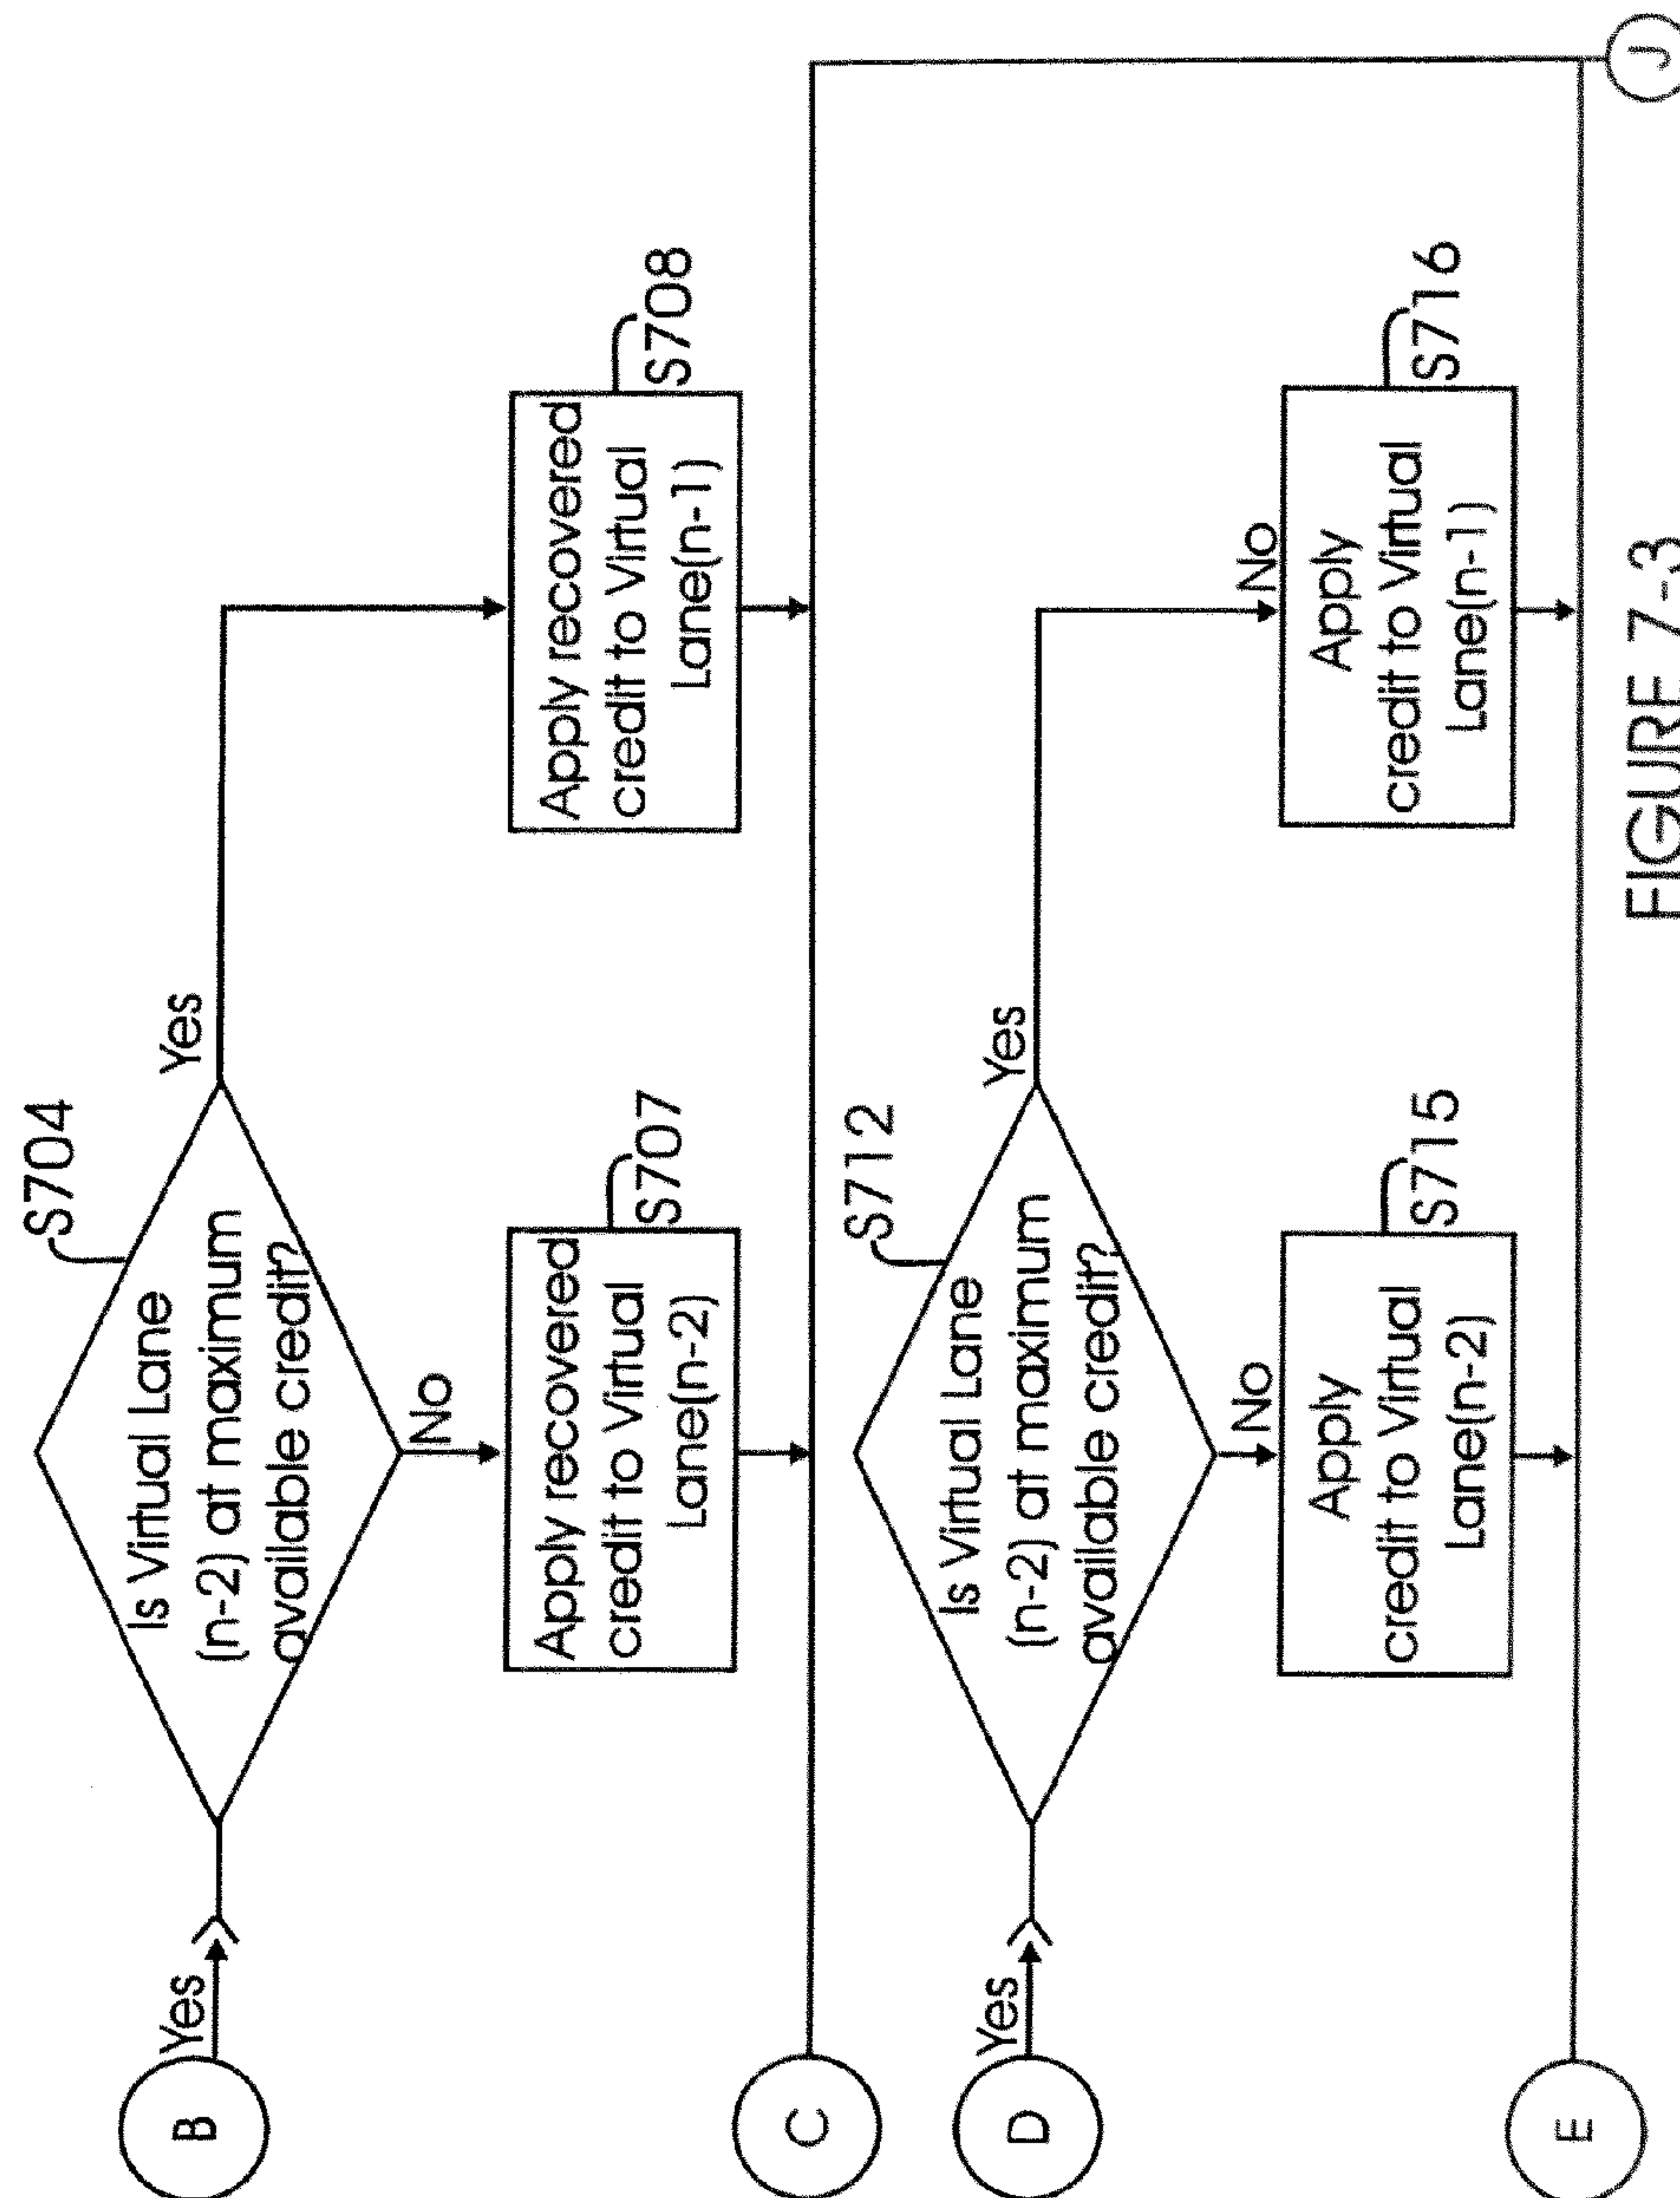 S704
B
Yes
Is Virtual Lane
(n-2) at maximum
available credit?
Yes
No
Apply recovered
credit to Virtual
Lane(n-2)
S707
Apply recovered
credit to Virtual
Lane(n-1)
S708
C
S712
D
Yes
Is Virtual Lane
(n-2) at maximum
available credit?
Yes
No
Apply
credit to Virtual
Lane(n-2)
S715
No
Apply
credit to Virtual
Lane(n-1)
S716
E
J
FIGURE 7-3